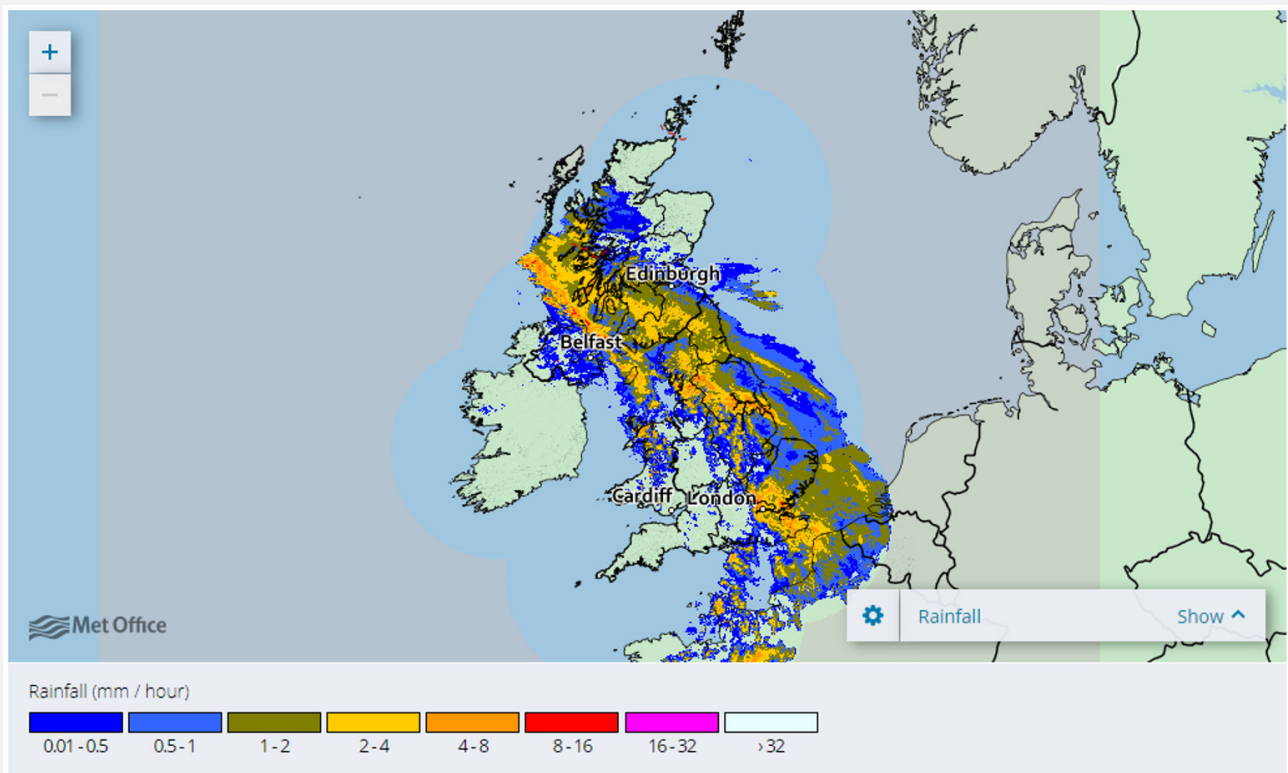 +
−
Edinburgh
Belfast
Cardiff London
Met Office
Rainfall Show
Rainfall (mm / hour)
0.01 - 0.5 0.5 - 1 1 - 2 2 - 4 4 - 8 8 - 16 16 - 32 > 32